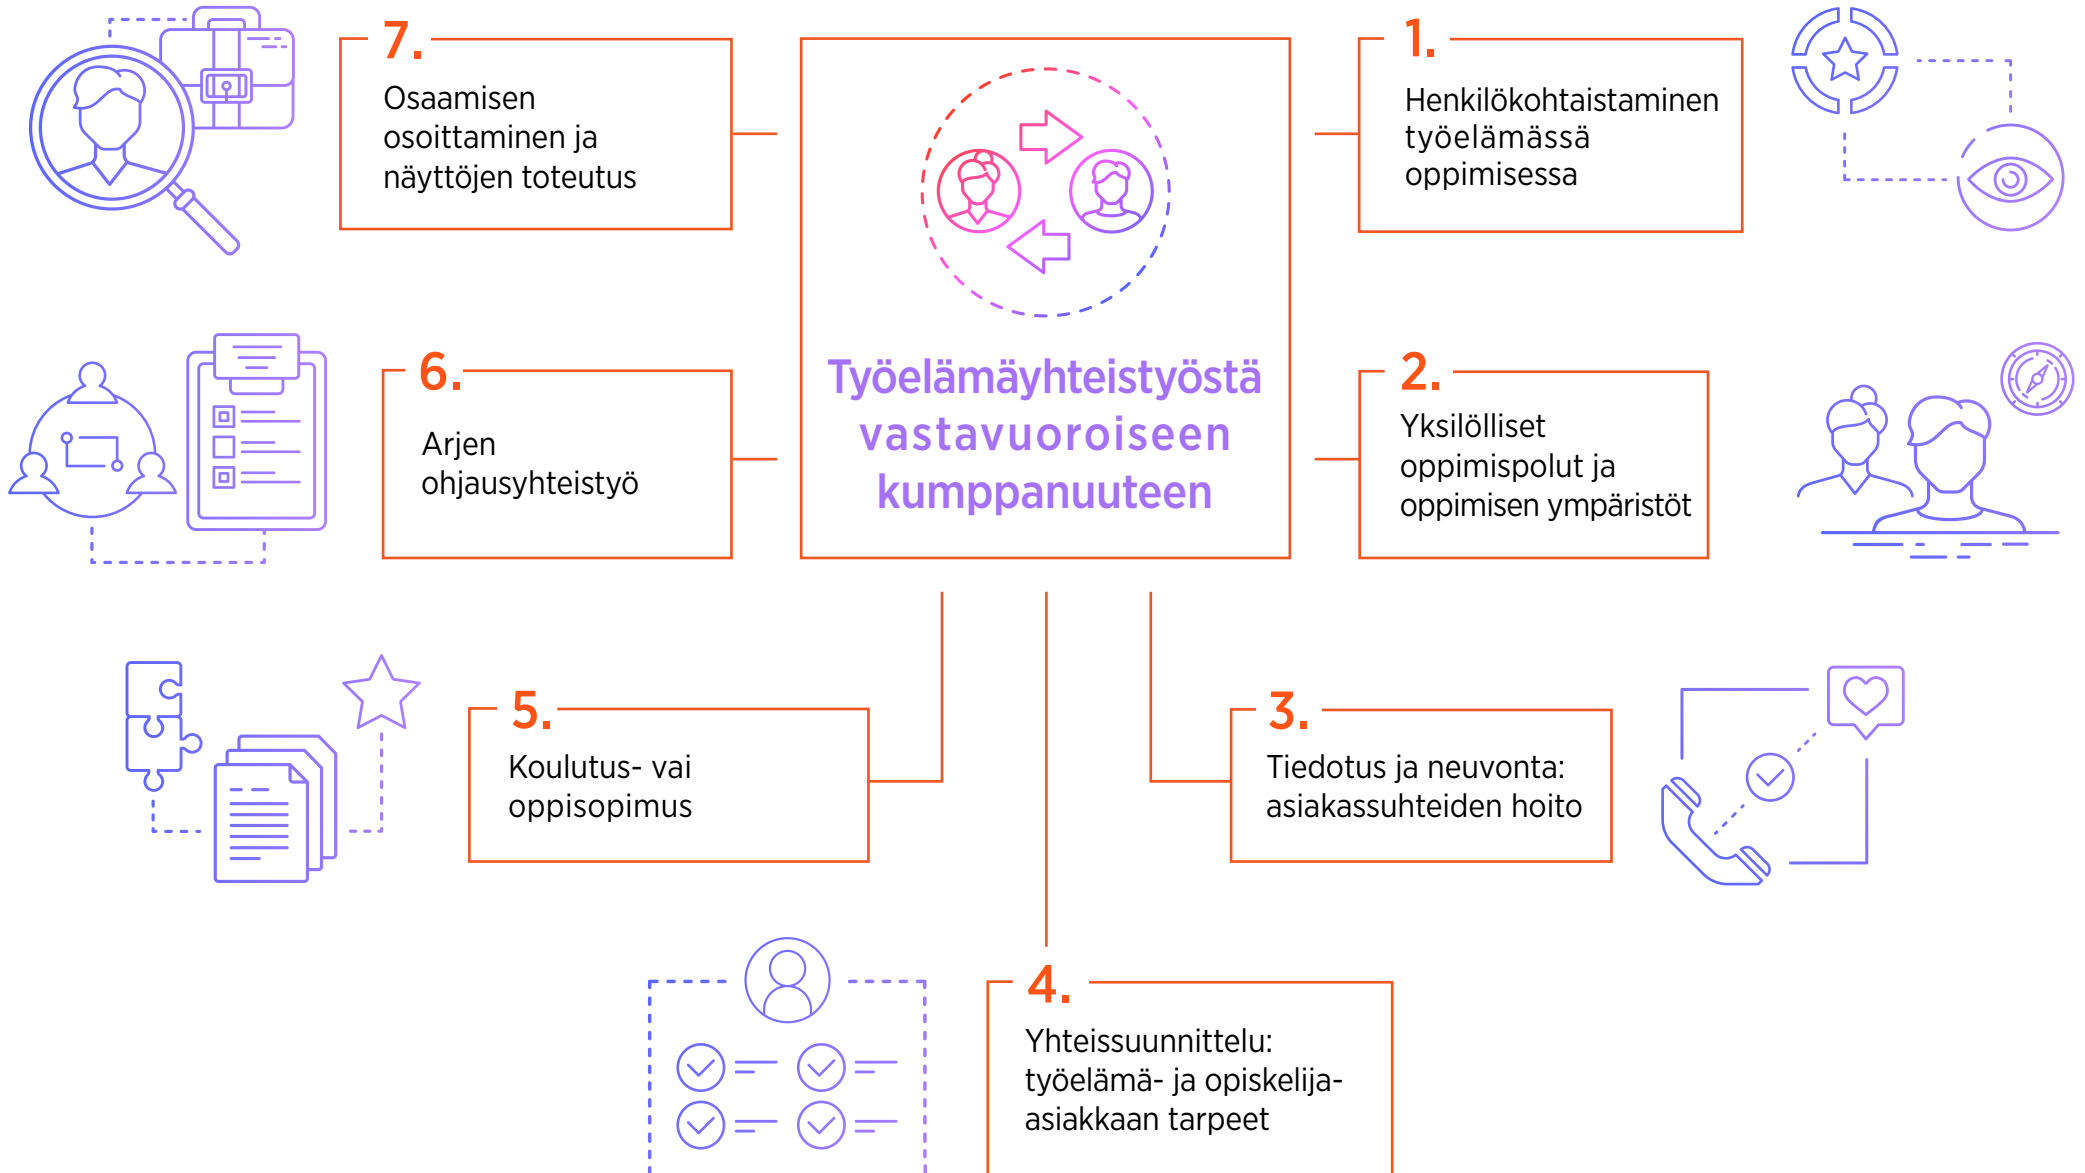 Työelämäyhteistyöstä
vastavuoroiseen
kumppanuuteen
1.
Henkilökohtaistaminen
työelämässä
oppimisessa
2.
Yksilölliset
oppimispolut ja
oppimisen ympäristöt
3.
Tiedotus ja neuvonta:
asiakassuhteiden hoito
4.
Yhteissuunnittelu:
työelämä- ja opiskelija-
asiakkaan tarpeet
5.
Koulutus- vai
oppisopimus
6.
Arjen
ohjausyhteistyö
7.
Osaamisen
osoittaminen ja
näyttöjen toteutus